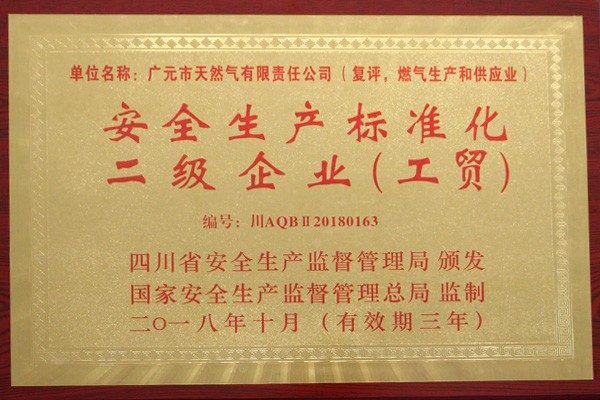 单位名称：广元市天然气有限责任公司（复评，燃气生产和供应业）
安全生产标准化
二级企业(工贸)
编号：川AQBⅡ20180163
四川省安全生产监督管理局 颁发
国家安全生产监督管理总局 监制
二〇一八年十月（有效期三年）